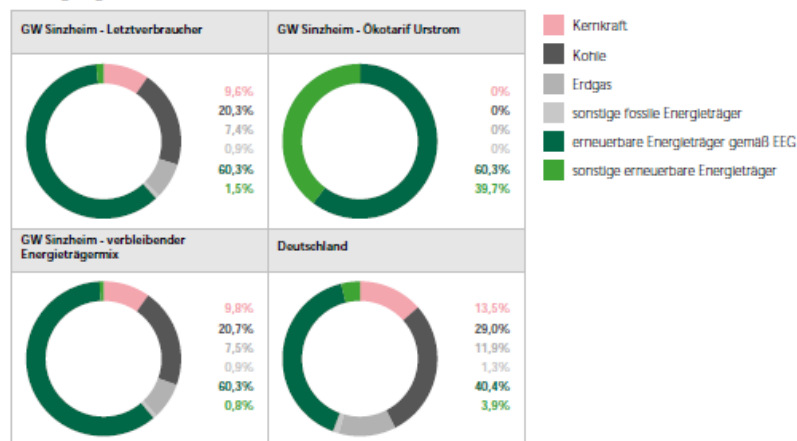 GW Sinzheim - Letztverbraucher
9,6%
20,3%
7,4%
0,9%
60,3%
1,5%
GW Sinzheim - Ökotarif Urstrom
0%
0%
0%
0%
60,3%
39,7%
Kernkraft
Kohle
Erdgas
sonstige fossile Energieträger
erneuerbare Energieträger gemäß EEG
sonstige erneuerbare Energieträger
GW Sinzheim - verbleibender
Energieträgermix
9,8%
20,7%
7,5%
0,9%
60,3%
0,8%
Deutschland
13,5%
29,0%
11,9%
1,3%
40,4%
3,9%